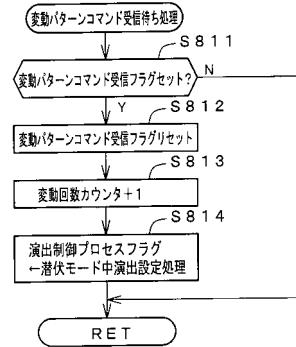 変動パターンコマンド受信待ち処理
S811
変動パターンコマンド受信フラグセット?
N
Y
S812
変動パターンコマンド受信フラグリセット
S813
変動回数カウンタ+1
S814
演出制御プロセスフラグ
←潜伏モード中演出設定処理
RET